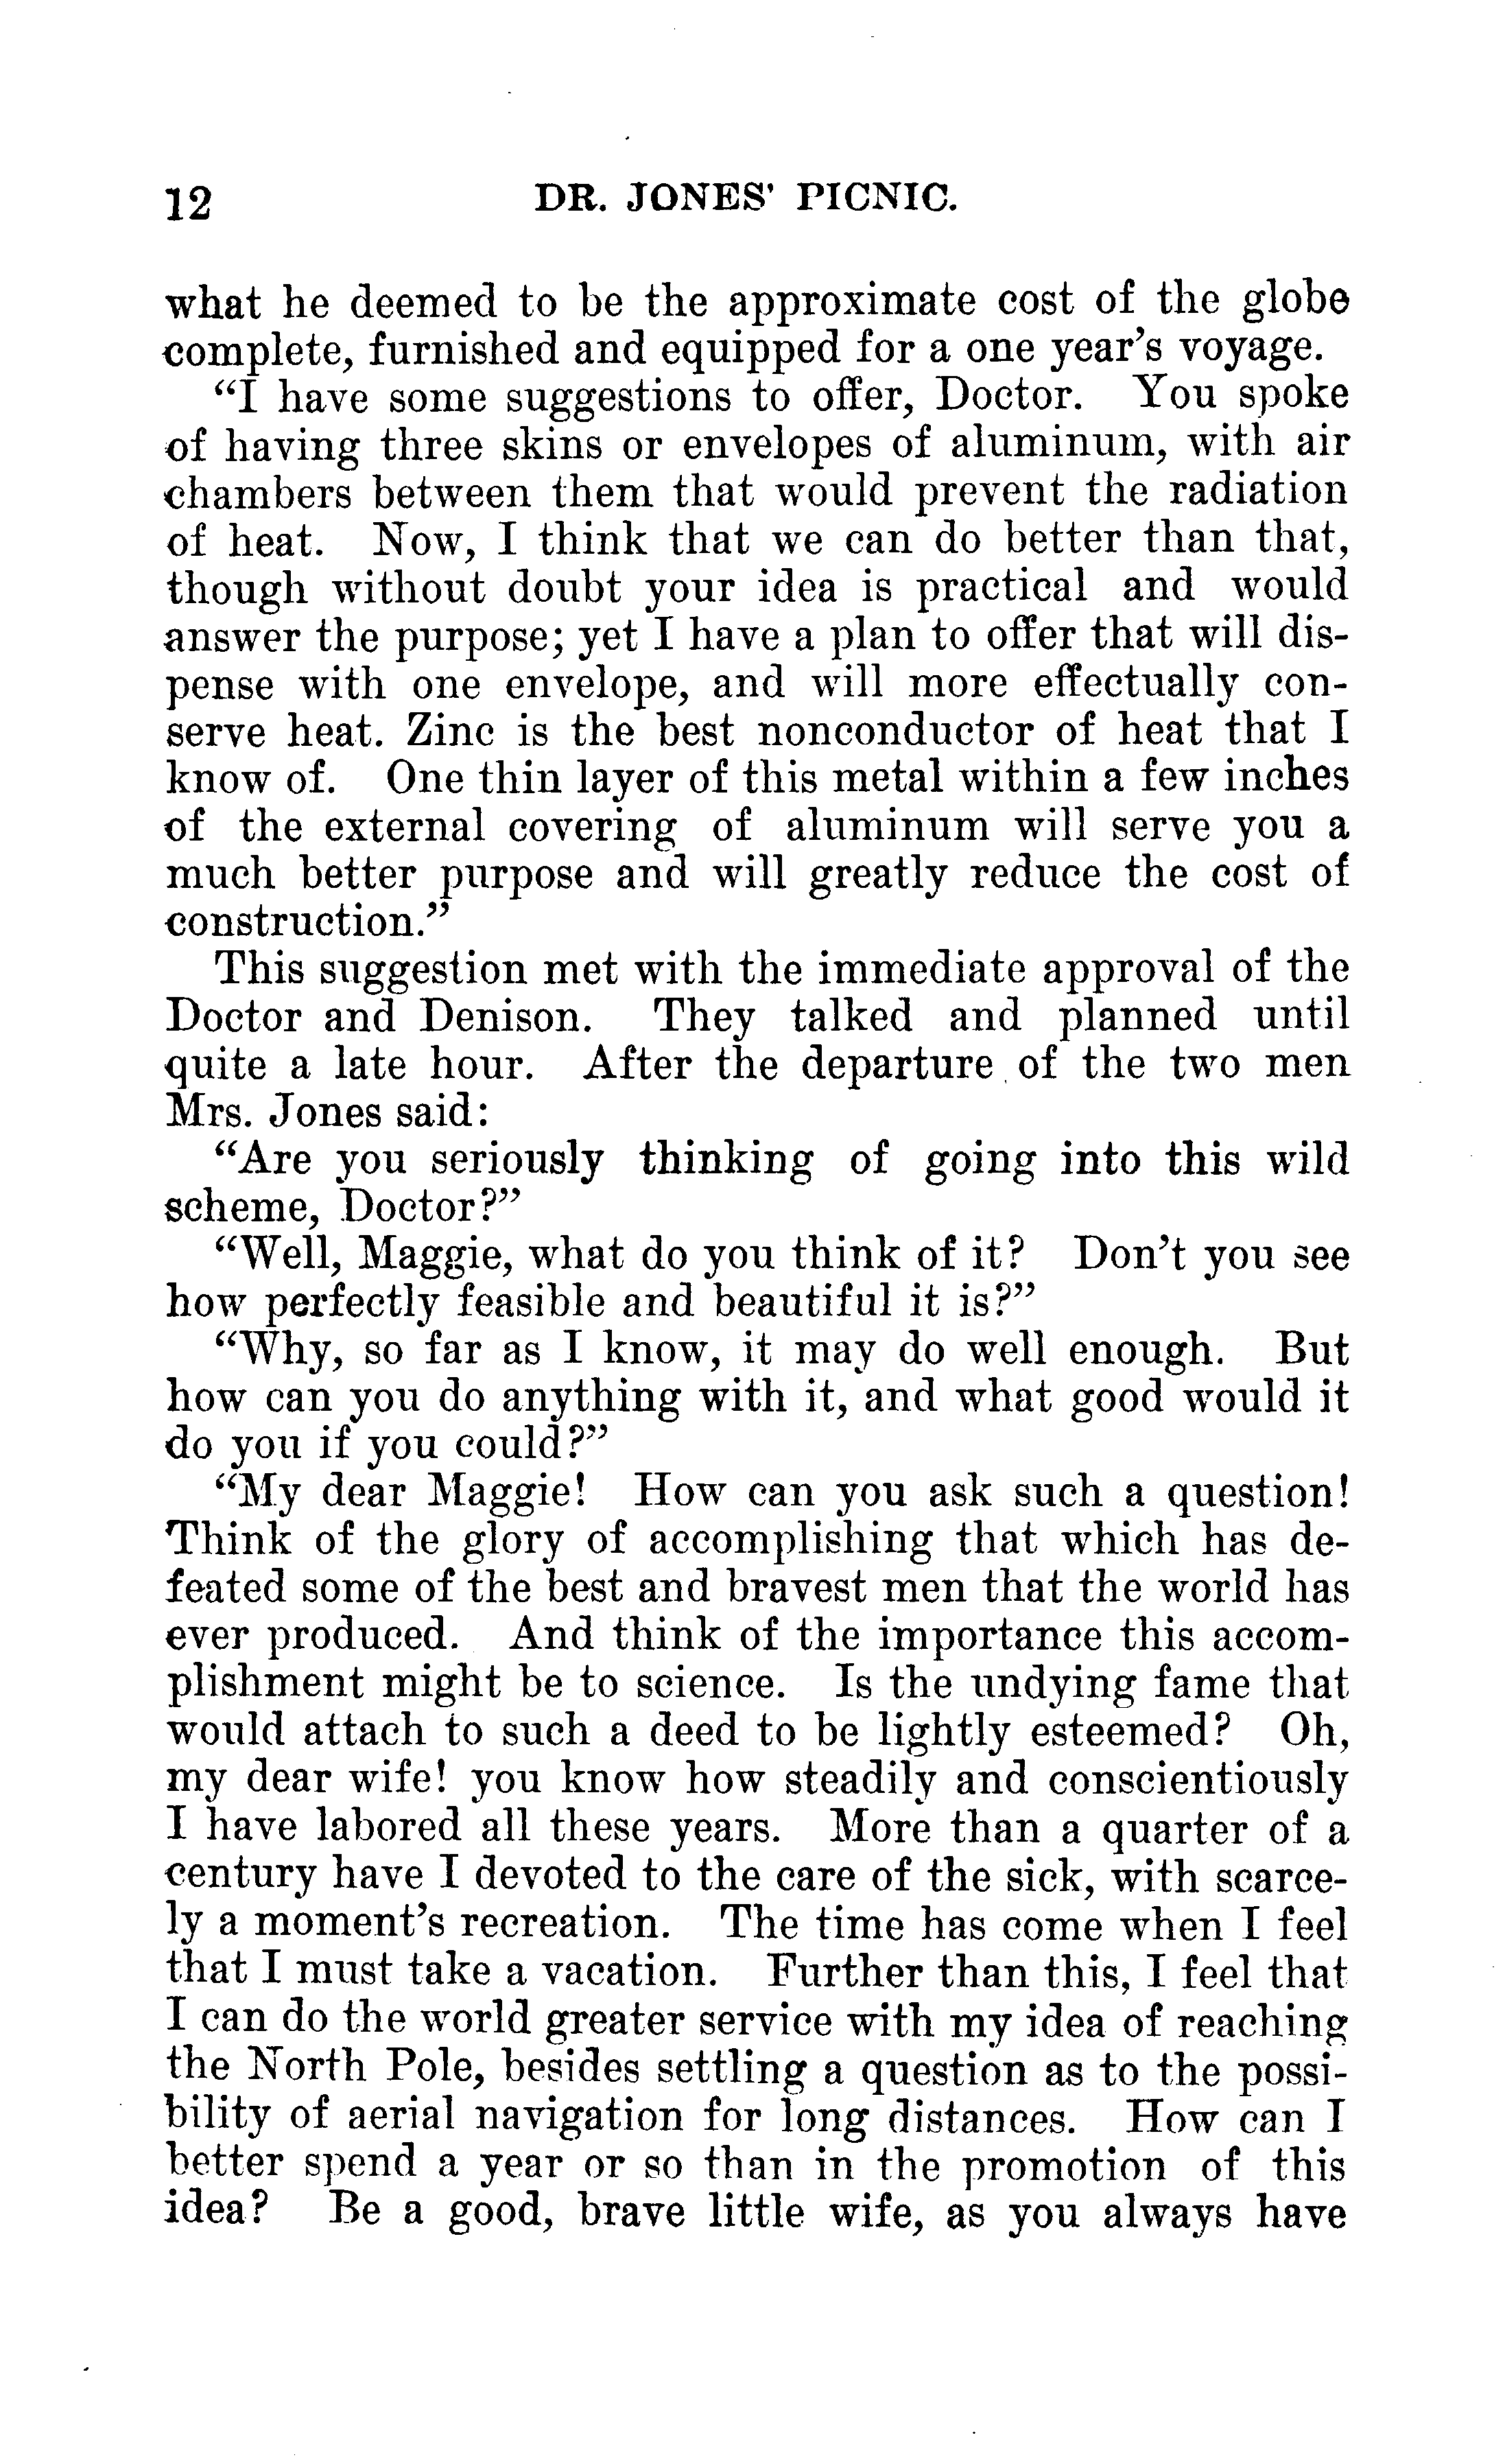 12 DR. JONES' PICNIC.
what he deemed to be the approximate cost of the globe
complete, furnished and equipped for a one year's voyage.
"I have some suggestions to offer, Doctor. You spoke
of having three skins or envelopes of aluminum, with air
chambers between them that would prevent the radiation
of heat. Now, I think that we can do better than that,
though without doubt your idea is practical and would
answer the purpose; yet I have a plan to offer that will dis-
pense with one envelope, and will more effectually con-
serve heat. Zinc is the best nonconductor of heat that I
know of. One thin layer of this metal within a few inches
of the external covering of aluminum will serve you a
much better purpose and will greatly reduce the cost of
construction."
This suggestion met with the immediate approval of the
Doctor and Denison. They talked and planned until
quite a late hour. After the departure of the two men
Mrs. Jones said:
"Are you seriously thinking of going into this wild
scheme, Doctor?"
"Well, Maggie, what do you think of it? Don't you see
how perfectly feasible and beautiful it is?"
"Why, so far as I know, it may do well enough. But
how can you do anything with it, and what good would it
do you if you could?"
"My dear Maggie! How can you ask such a question!
Think of the glory of accomplishing that which has de-
feated some of the best and bravest men that the world has
ever produced. And think of the importance this accom-
plishment might be to science. Is the undying fame that
would attach to such a deed to be lightly esteemed? Oh,
my dear wife! you know how steadily and conscientiously
I have labored all these years. More than a quarter of a
century have I devoted to the care of the sick, with scarce-
ly a moment's recreation. The time has come when I feel
that I must take a vacation. Further than this, I feel that
I can do the world greater service with my idea of reaching
the North Pole, besides settling a question as to the possi-
bility of aerial navigation for long distances. How can I
better spend a year or so than in the promotion of this
idea? Be a good, brave little wife, as you always have